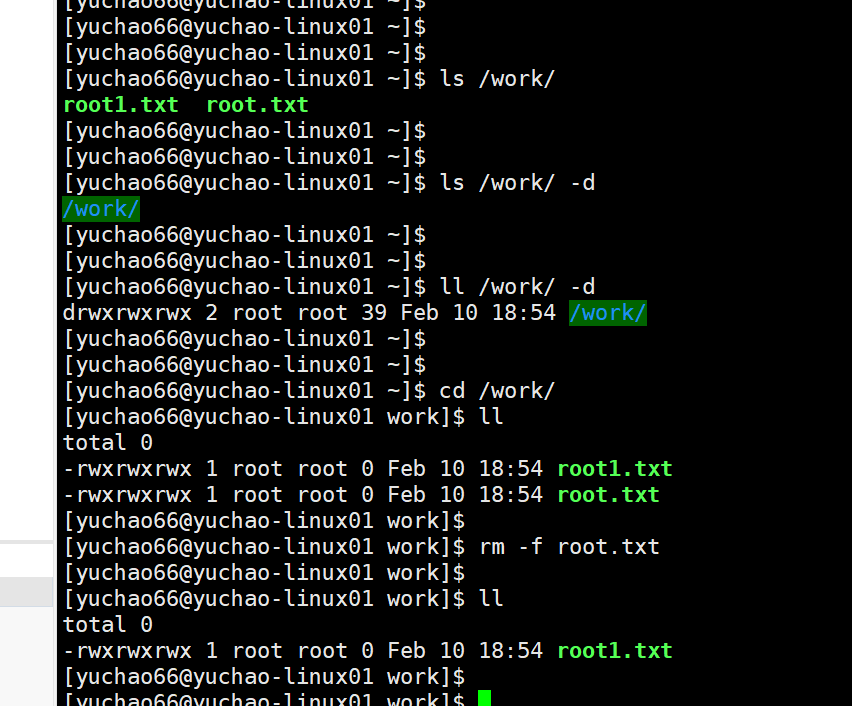 [yuchao66@yuchao-linux01 ~]$
[yuchao66@yuchao-linux01 ~]$
[yuchao66@yuchao-linux01 ~]$
[yuchao66@yuchao-linux01 ~]$ ls /work/
root1.txt  root.txt
[yuchao66@yuchao-linux01 ~]$
[yuchao66@yuchao-linux01 ~]$
[yuchao66@yuchao-linux01 ~]$ ls /work/ -d
/work/
[yuchao66@yuchao-linux01 ~]$
[yuchao66@yuchao-linux01 ~]$
[yuchao66@yuchao-linux01 ~]$ ll /work/ -d
drwxrwxrwx 2 root root 39 Feb 10 18:54 /work/
[yuchao66@yuchao-linux01 ~]$
[yuchao66@yuchao-linux01 ~]$
[yuchao66@yuchao-linux01 ~]$ cd /work/
[yuchao66@yuchao-linux01 work]$ ll
total 0
-rwxrwxrwx 1 root root 0 Feb 10 18:54 root1.txt
-rwxrwxrwx 1 root root 0 Feb 10 18:54 root.txt
[yuchao66@yuchao-linux01 work]$
[yuchao66@yuchao-linux01 work]$ rm -f root.txt
[yuchao66@yuchao-linux01 work]$
[yuchao66@yuchao-linux01 work]$ ll
total 0
-rwxrwxrwx 1 root root 0 Feb 10 18:54 root1.txt
[yuchao66@yuchao-linux01 work]$
[yuchao66@yuchao-linux01 work]$